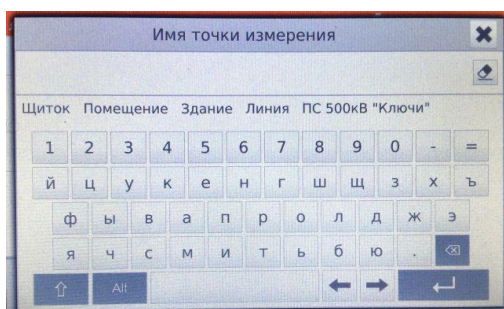 Имя точки измерения
Щиток Помещение Здание Линия ПС 500кВ "Ключи"
1 2 3 4 5 6 7 8 9 0 - =
й ц у к е н г ш щ з х ъ
ф ы в а п р о л д ж э
я ч с м и т ь б ю .
Alt